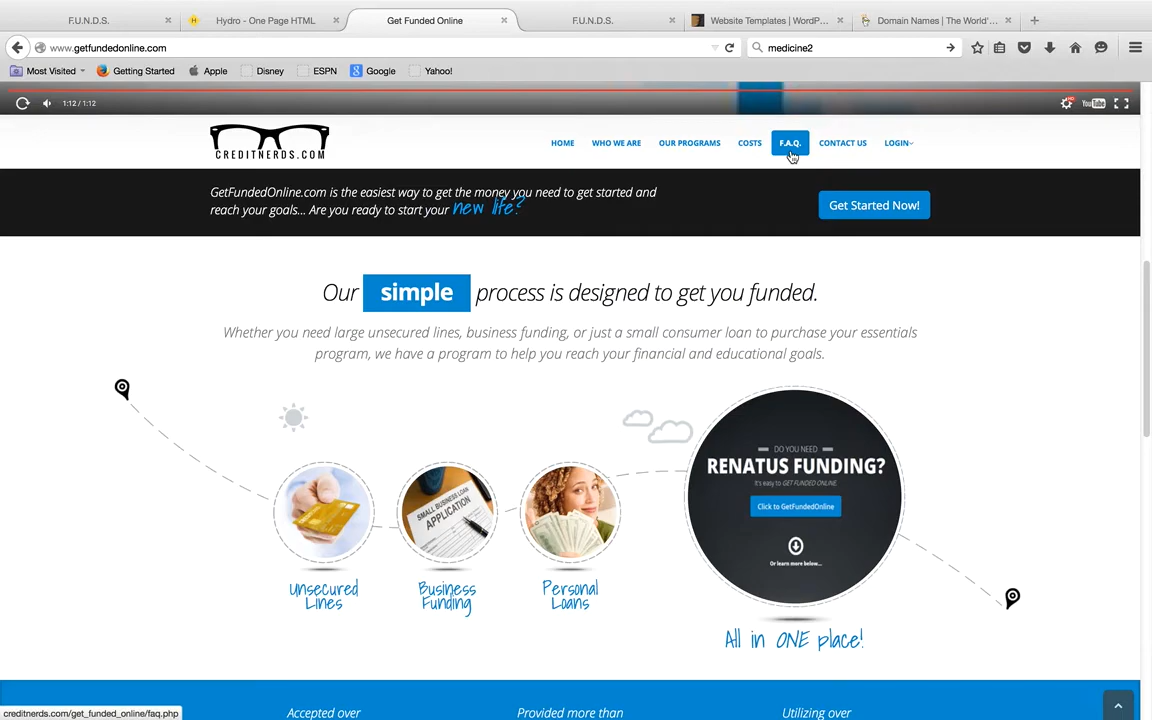 F.U.N.D.S.
Hydro - One Page HTML
Get Funded Online
F.U.N.D.S.
Website Templates | WordP...
Domain Names | The World'...
www.getfundedonline.com
medicine2
Most Visited
Getting Started
Apple
Disney
ESPN
Google
Yahoo!
1:12 / 1:12
HD
YouTube
CREDITNERDS.COM
HOME
WHO WE ARE
OUR PROGRAMS
COSTS
F.A.Q.
CONTACT US
LOGIN
GetFundedOnline.com is the easiest way to get the money you need to get started and
reach your goals... Are you ready to start your new life?
Get Started Now!
Our simple process is designed to get you funded.
Whether you need large unsecured lines, business funding, or just a small consumer loan to purchase your essentials
program, we have a program to help you reach your financial and educational goals.
SMALL BUSINESS LOAN
APPLICATION
DO YOU NEED
RENATUS FUNDING?
It's easy to GET FUNDED ONLINE.
Click to GetFundedOnline
Or learn more below...
Unsecured
Lines
Business
Funding
Personal
Loans
All in ONE place!
creditnerds.com/get_funded_online/faq.php
Accepted over
Provided more than
Utilizing over